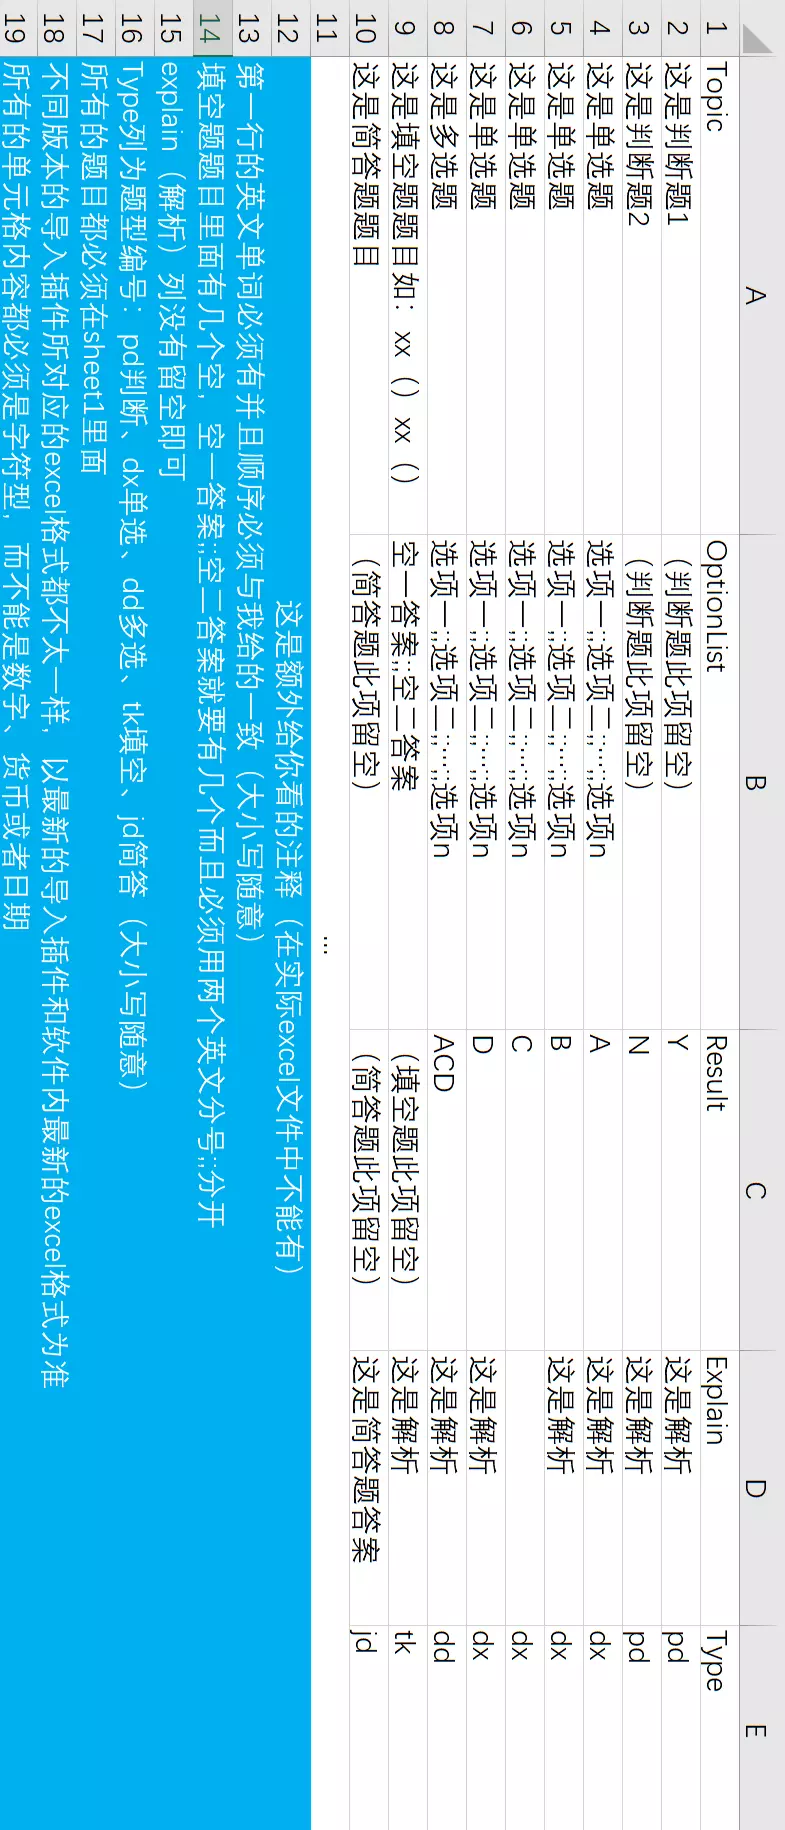 A B C D E
1 Topic OptionList Result Explain Type
2 这是判断题1 （判断题此项留空） Y 这是解析 pd
3 这是判断题2 （判断题此项留空） N 这是解析 pd
4 这是单选题 选项一;;选项二;;…;;选项n A 这是解析 dx
5 这是单选题 选项一;;选项二;;…;;选项n B 这是解析 dx
6 这是单选题 选项一;;选项二;;…;;选项n C dx
7 这是单选题 选项一;;选项二;;…;;选项n D 这是解析 dx
8 这是多选题 选项一;;选项二;;…;;选项n ACD 这是解析 dd
9 这是填空题题目如：xx（）xx（） 空一答案;;空二答案 （填空题此项留空） 这是解析 tk
10 这是简答题题目 （简答题此项留空） （简答题此项留空） 这是简答题答案 jd
11 …
12 这是额外给你看的注释（在实际excel文件中不能有）
13 第一行的英文单词必须有并且顺序必须与我给的一致（大小写随意）
14 填空题题目里面有几个空，空一答案;;空二答案就要有几个而且必须用两个英文分号;;分开
15 explain（解析）列没有留空即可
16 Type列为题型编号：pd判断、dx单选、dd多选、tk填空、jd简答（大小写随意）
17 所有的题目都必须在sheet1里面
18 不同版本的导入插件所对应的excel格式都不太一样，以最新的导入插件和软件内最新的excel格式为准
19 所有的单元格内容都必须是字符型，而不能是数字、货币或者日期